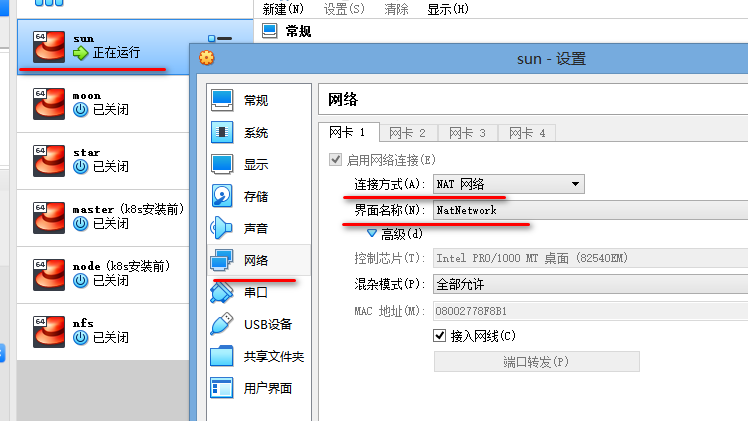 新建(N) 设置(S) 清除 显示(H)
常规
64
sun
正在运行
64
moon
已关闭
64
star
已关闭
64
master (k8s安装前)
已关闭
64
node (k8s安装前)
已关闭
64
nfs
已关闭
sun - 设置
常规
系统
显示
存储
声音
网络
串口
USB设备
共享文件夹
用户界面
网络
网卡 1 网卡 2 网卡 3 网卡 4
启用网络连接(E)
连接方式(A): NAT 网络
界面名称(N): NatNetwork
高级(d)
控制芯片(T): Intel PRO/1000 MT 桌面 (82540EM)
混杂模式(P): 全部允许
MAC 地址(M): 08002778F8B1
接入网线(C)
端口转发(P)